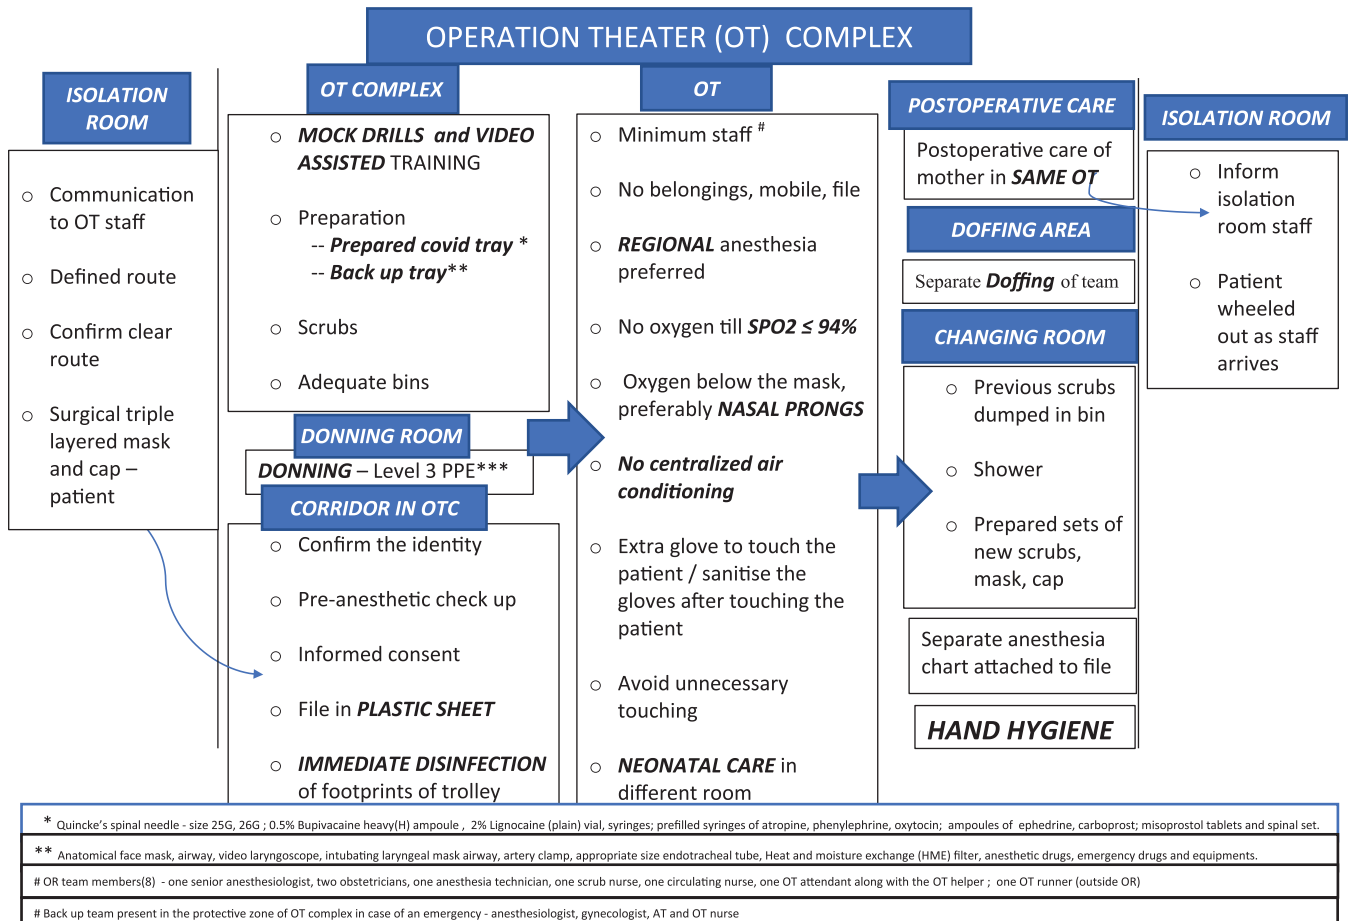 OPERATION THEATER (OT) COMPLEX
ISOLATION
ROOM
○ Communication
to OT staff
○ Defined route
○ Confirm clear
route
○ Surgical triple
layered mask
and cap –
patient
OT COMPLEX
○ MOCK DRILLS and VIDEO
ASSISTED TRAINING
○ Preparation
-- Prepared covid tray *
-- Back up tray**
○ Scrubs
○ Adequate bins
DONNING ROOM
DONNING – Level 3 PPE***
CORRIDOR IN OTC
○ Confirm the identity
○ Pre-anesthetic check up
○ Informed consent
○ File in PLASTIC SHEET
○ IMMEDIATE DISINFECTION
of footprints of trolley
OT
○ Minimum staff #
○ No belongings, mobile, file
○ REGIONAL anesthesia
preferred
○ No oxygen till SPO2 ≤ 94%
○ Oxygen below the mask,
preferably NASAL PRONGS
○ No centralized air
conditioning
○ Extra glove to touch the
patient / sanitise the
gloves after touching the
patient
○ Avoid unnecessary
touching
○ NEONATAL CARE in
different room
POSTOPERATIVE CARE
Postoperative care of
mother in SAME OT
DOFFING AREA
Separate Doffing of team
CHANGING ROOM
○ Previous scrubs
dumped in bin
○ Shower
○ Prepared sets of
new scrubs,
mask, cap
Separate anesthesia
chart attached to file
HAND HYGIENE
ISOLATION ROOM
○ Inform
isolation
room staff
○ Patient
wheeled
out as staff
arrives
* Quincke's spinal needle - size 25G, 26G ; 0.5% Bupivacaine heavy(H) ampoule , 2% Lignocaine (plain) vial, syringes; prefilled syringes of atropine, phenylephrine, oxytocin; ampoules of ephedrine, carboprost; misoprostol tablets and spinal set.
** Anatomical face mask, airway, video laryngoscope, intubating laryngeal mask airway, artery clamp, appropriate size endotracheal tube, Heat and moisture exchange (HME) filter, anesthetic drugs, emergency drugs and equipments.
# OR team members(8) - one senior anesthesiologist, two obstetricians, one anesthesia technician, one scrub nurse, one circulating nurse, one OT attendant along with the OT helper ; one OT runner (outside OR)
# Back up team present in the protective zone of OT complex in case of an emergency - anesthesiologist, gynecologist, AT and OT nurse